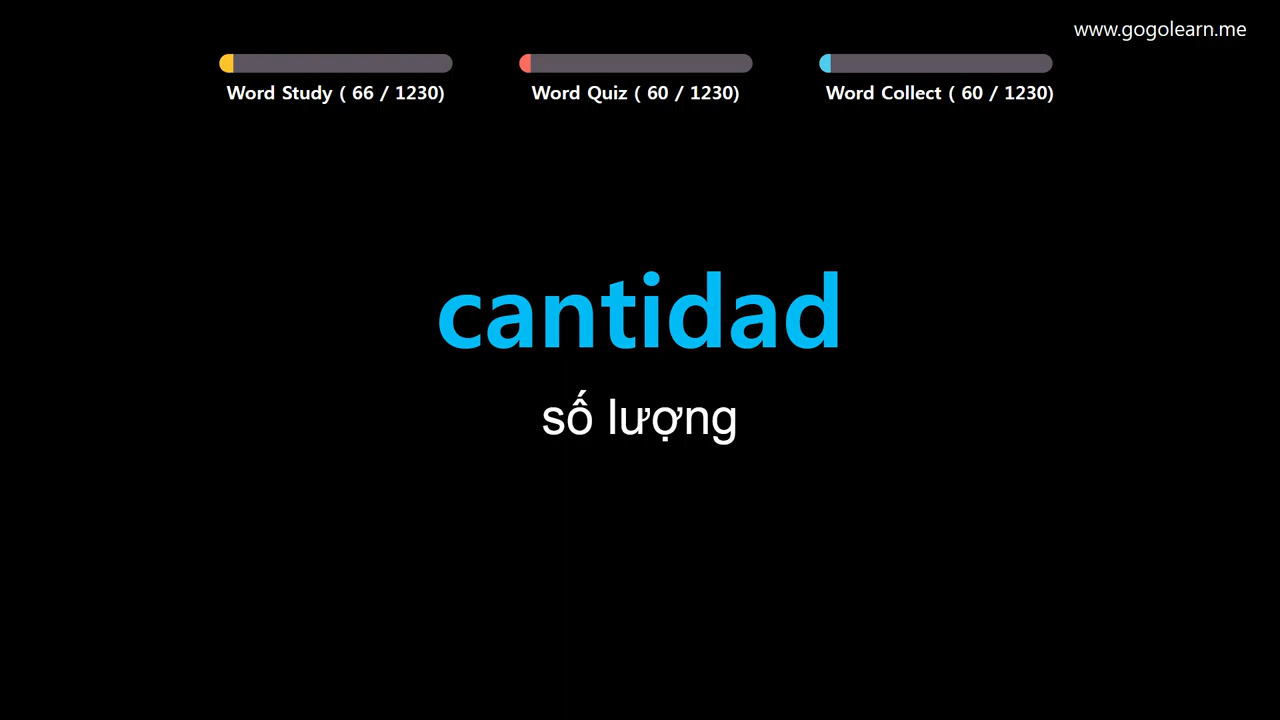 www.gogolearn.me
Word Study ( 66 / 1230)
Word Quiz ( 60 / 1230)
Word Collect ( 60 / 1230)
cantidad
số lượng